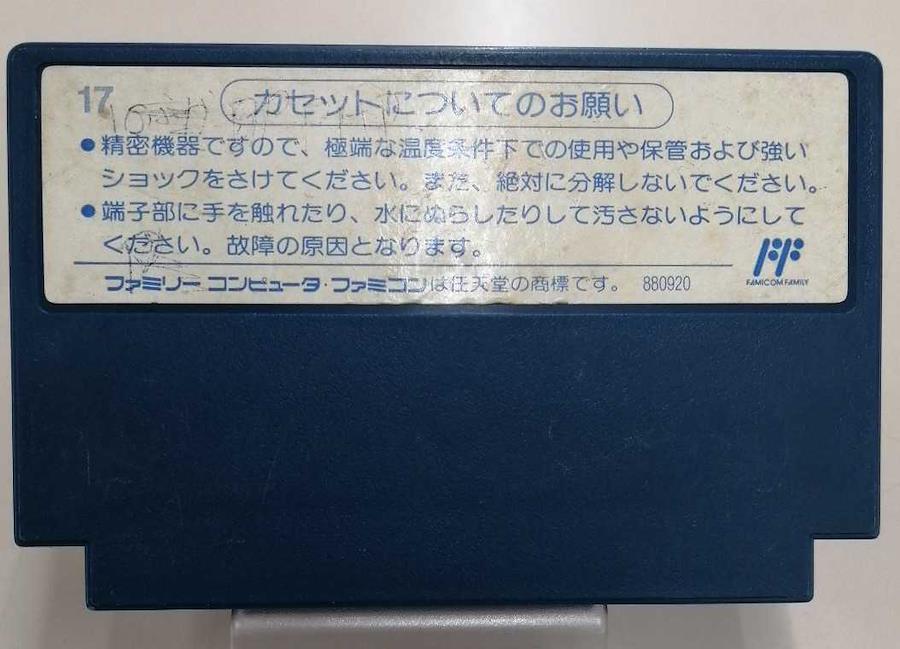 17
カセットについてのお願い
●精密機器ですので、極端な温度条件下での使用や保管および強い
ショックをさけてください。また、絶対に分解しないでください。
●端子部に手を触れたり、水にぬらしたりして汚さないようにして
ください。故障の原因となります。
ファミリー コンピュータ・ファミコンは任天堂の商標です。 880920
FF
FAMICOM FAMILY